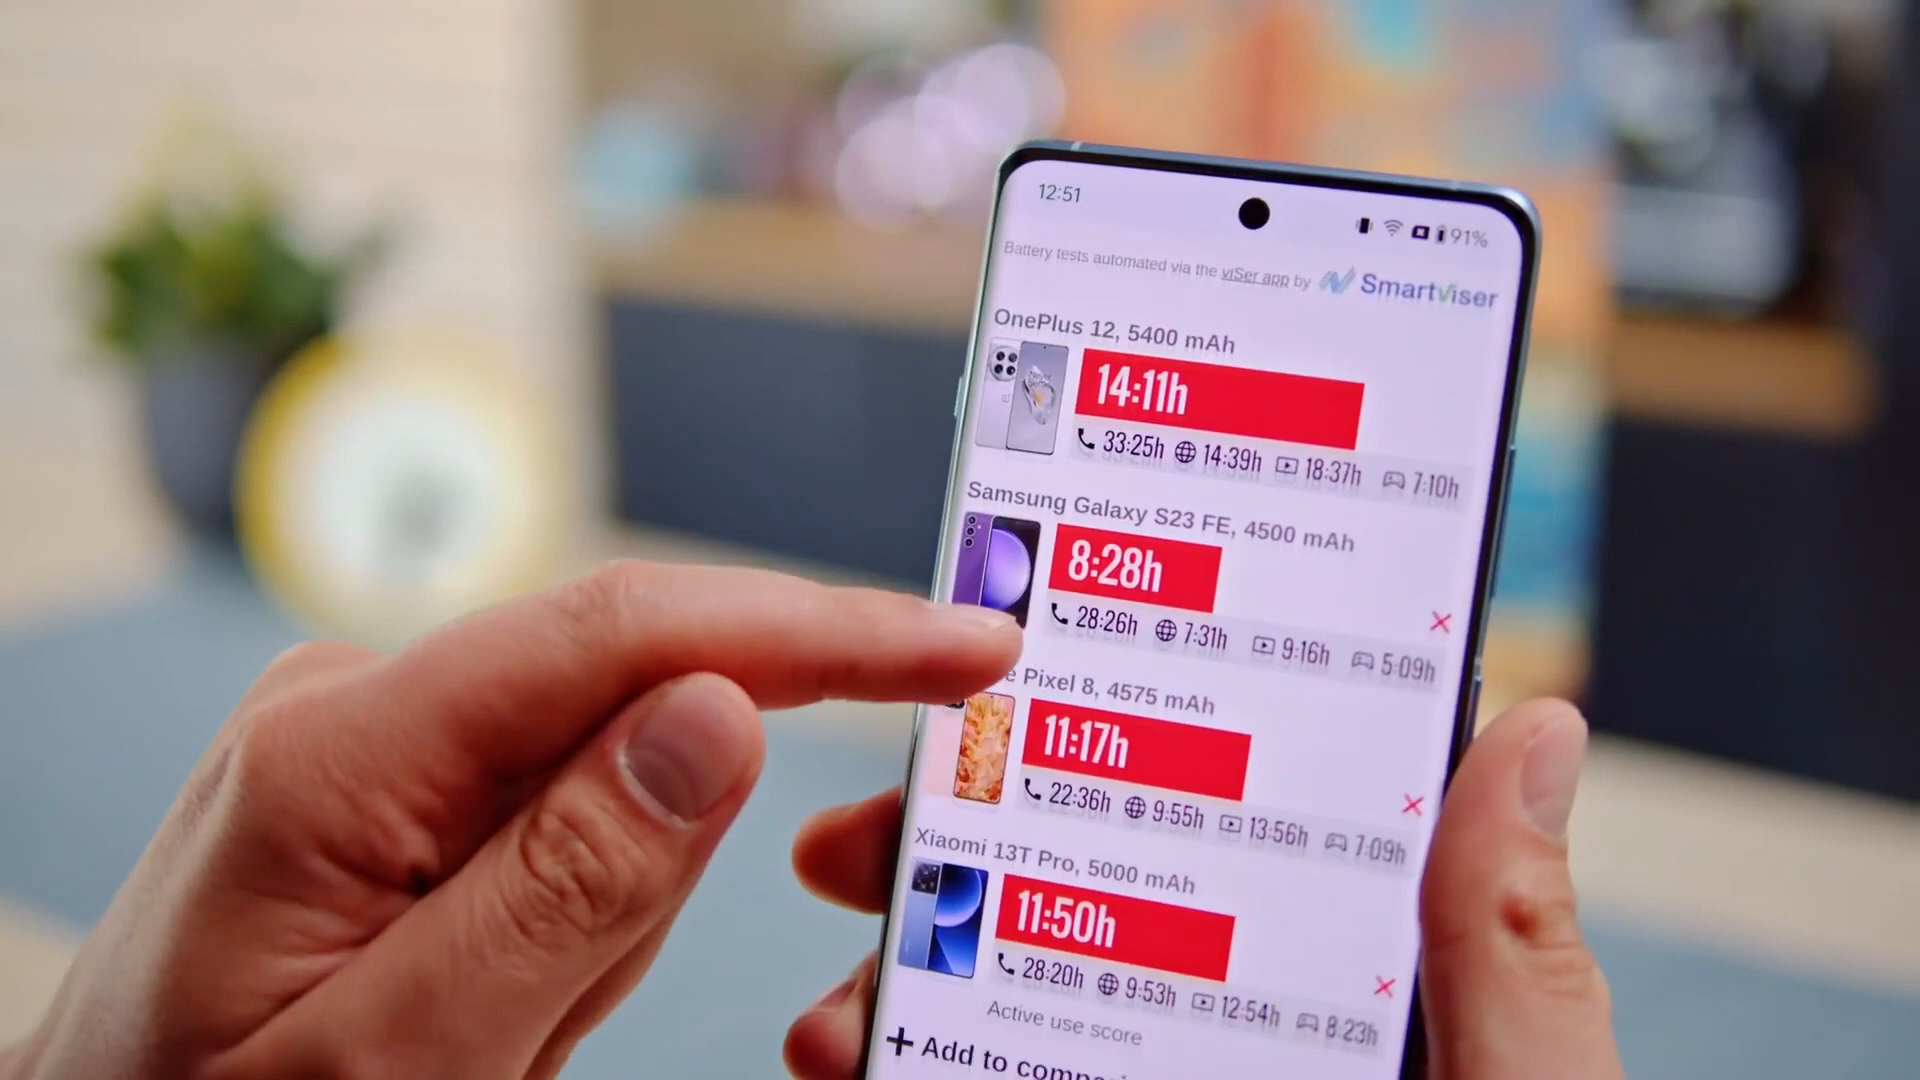 12:51
91%
Battery tests automated via the viSer app by SmartViser
OnePlus 12, 5400 mAh
14:11h
33:25h 14:39h 18:37h 7:10h
Samsung Galaxy S23 FE, 4500 mAh
8:28h
28:26h 7:31h 9:16h 5:09h
Pixel 8, 4575 mAh
11:17h
22:36h 9:55h 13:56h 7:09h
Xiaomi 13T Pro, 5000 mAh
11:50h
28:20h 9:53h 12:54h 8:23h
Active use score
+ Add to